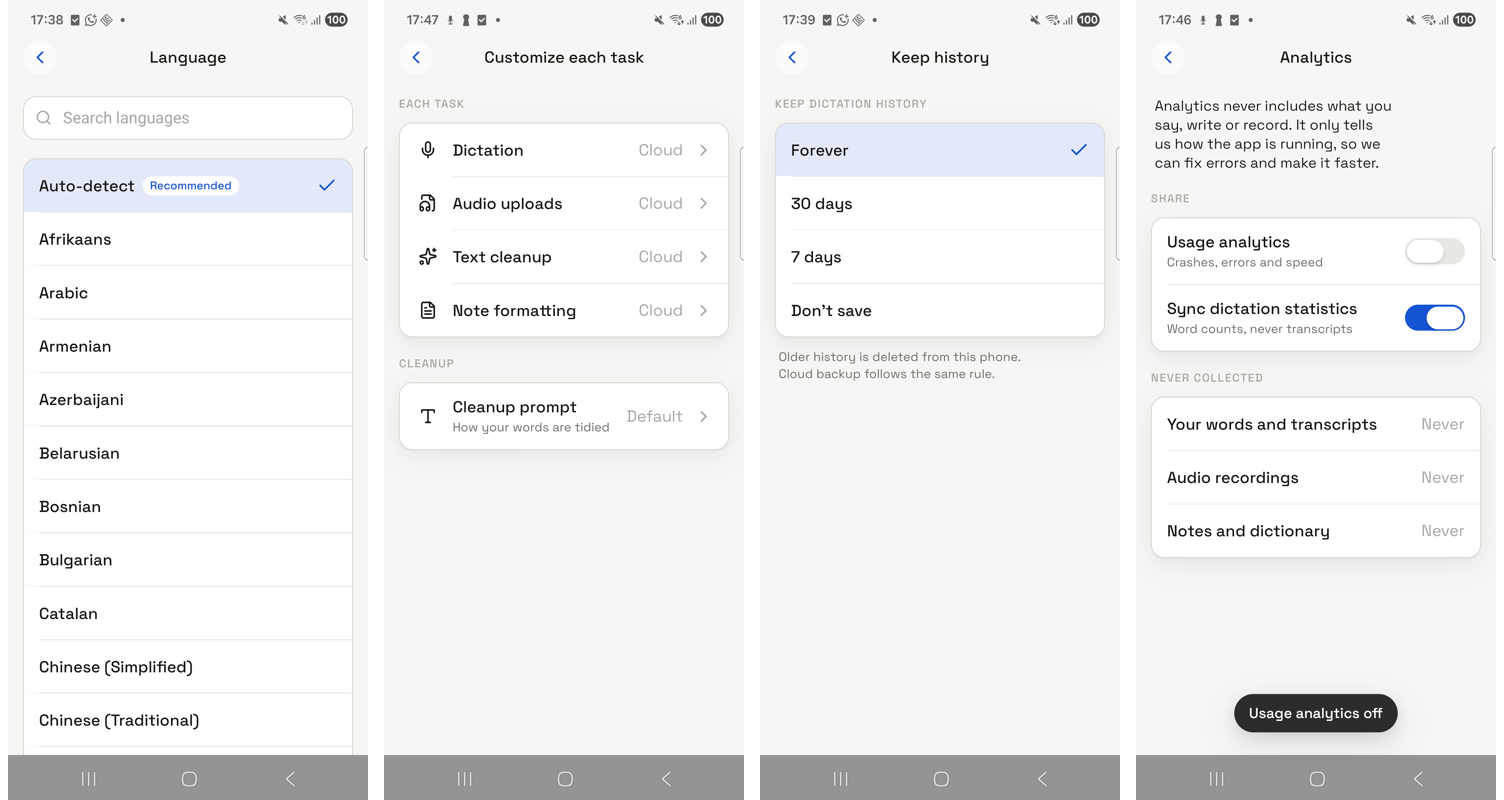 17:38
100
Language
Search languages
Auto-detect Recommended
Afrikaans
Arabic
Armenian
Azerbaijani
Belarusian
Bosnian
Bulgarian
Catalan
Chinese (Simplified)
Chinese (Traditional)
17:47
100
Customize each task
EACH TASK
Dictation Cloud
Audio uploads Cloud
Text cleanup Cloud
Note formatting Cloud
CLEANUP
Cleanup prompt Default
How your words are tidied
17:39
100
Keep history
KEEP DICTATION HISTORY
Forever
30 days
7 days
Don’t save
Older history is deleted from this phone.
Cloud backup follows the same rule.
17:46
100
Analytics
Analytics never includes what you
say, write or record. It only tells
us how the app is running, so we
can fix errors and make it faster.
SHARE
Usage analytics
Crashes, errors and speed
Sync dictation statistics
Word counts, never transcripts
NEVER COLLECTED
Your words and transcripts Never
Audio recordings Never
Notes and dictionary Never
Usage analytics off